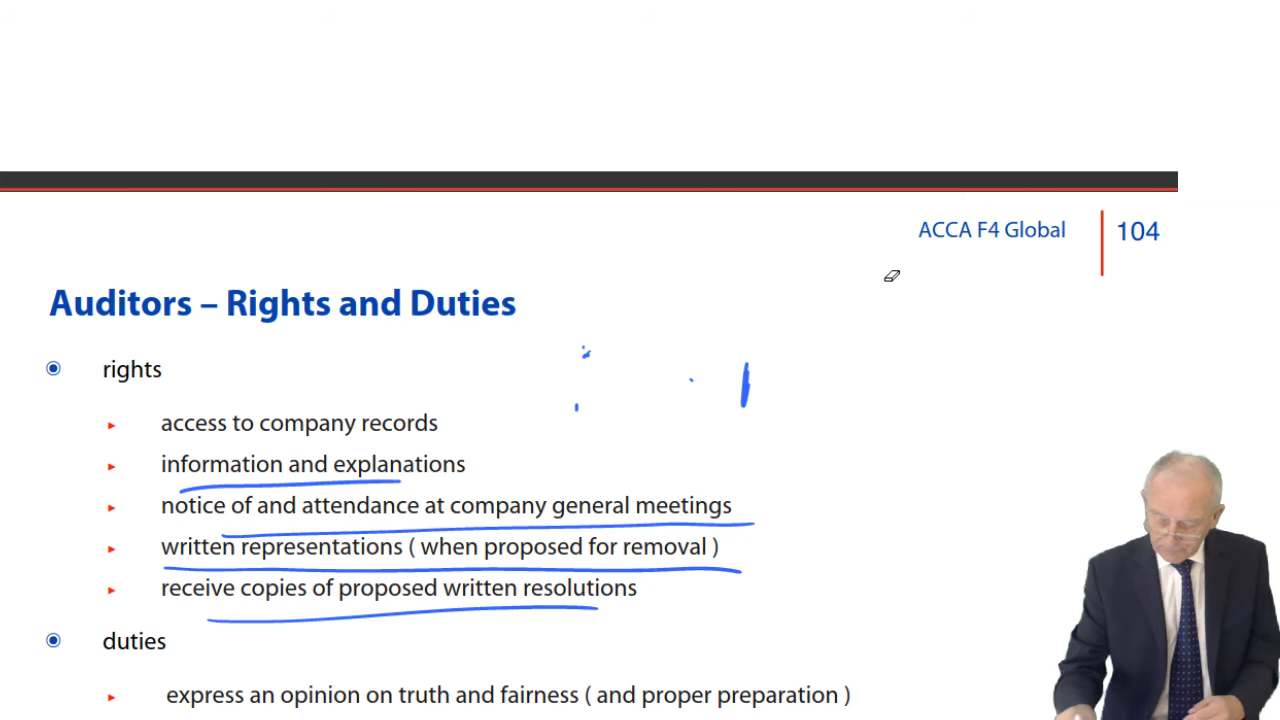 ACCA F4 Global 104
Auditors – Rights and Duties
rights
access to company records
information and explanations
notice of and attendance at company general meetings
written representations ( when proposed for removal )
receive copies of proposed written resolutions
duties
express an opinion on truth and fairness ( and proper preparation )